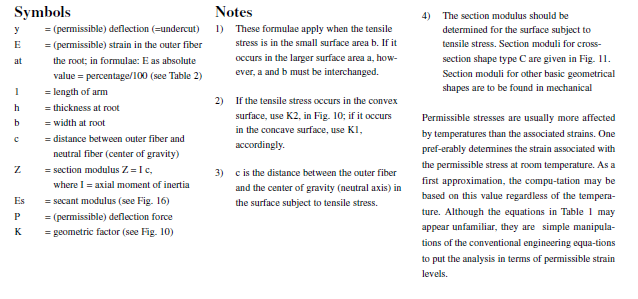 Symbols
y = (permissible) deflection (=undercut)
E = (permissible) strain in the outer fiber
at the root; in formulae: E as absolute
value = percentage/100 (see Table 2)
1 = length of arm
h = thickness at root
b = width at root
c = distance between outer fiber and
neutral fiber (center of gravity)
Z = section modulus Z = I c,
where I = axial moment of inertia
Es = secant modulus (see Fig. 16)
P = (permissible) deflection force
K = geometric factor (see Fig. 10)
Notes
1) These formulae apply when the tensile
stress is in the small surface area b. If it
occurs in the larger surface area a, how-
ever, a and b must be interchanged.
2) If the tensile stress occurs in the convex
surface, use K2, in Fig. 10; if it occurs
in the concave surface, use K1,
accordingly.
3) c is the distance between the outer fiber
and the center of gravity (neutral axis) in
the surface subject to tensile stress.
4) The section modulus should be
determined for the surface subject to
tensile stress. Section moduli for cross-
section shape type C are given in Fig. 11.
Section moduli for other basic geometrical
shapes are to be found in mechanical
Permissible stresses are usually more affected
by temperatures than the associated strains. One
pref-erably determines the strain associated with
the permissible stress at room temperature. As a
first approximation, the compu-tation may be
based on this value regardless of the tempera-
ture. Although the equations in Table 1 may
appear unfamiliar, they are simple manipula-
tions of the conventional engineering equa-tions
to put the analysis in terms of permissible strain
levels.